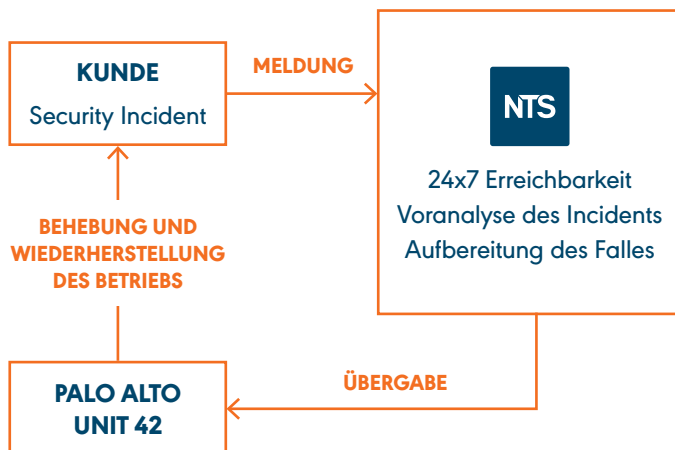 KUNDE
Security Incident
MELDUNG
NTS
24x7 Erreichbarkeit
Voranalyse des Incidents
Aufbereitung des Falles
ÜBERGABE
PALO ALTO
UNIT 42
BEHEBUNG UND
WIEDERHERSTELLUNG
DES BETRIEBS